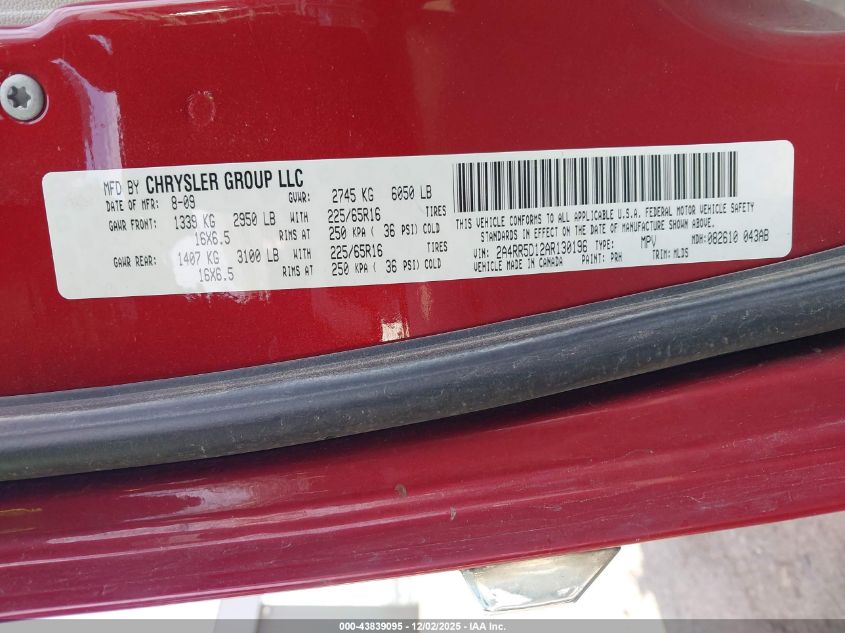 MFD BY CHRYSLER GROUP LLC
DATE OF MFR: 8-09 GVWR: 2745 KG 6050 LB
GAWR FRONT: 1339 KG 2950 LB WITH 225/65R16 TIRES
16X6.5 RIMS AT 250 KPA ( 36 PSI) COLD
GAWR REAR: 1407 KG 3100 LB WITH 225/65R16 TIRES
16X6.5 RIMS AT 250 KPA ( 36 PSI) COLD
THIS VEHICLE CONFORMS TO ALL APPLICABLE U.S.A. FEDERAL MOTOR VEHICLE SAFETY
STANDARDS IN EFFECT ON THE DATE OF MANUFACTURE SHOWN ABOVE.
VIN: 2A4RR5D12AR130196 TYPE: MPV MDH: 082610 043AB
VEHICLE MADE IN CANADA PAINT: PRH TRIM: MLDS
000-43839095 - 12/02/2025 - IAA Inc.